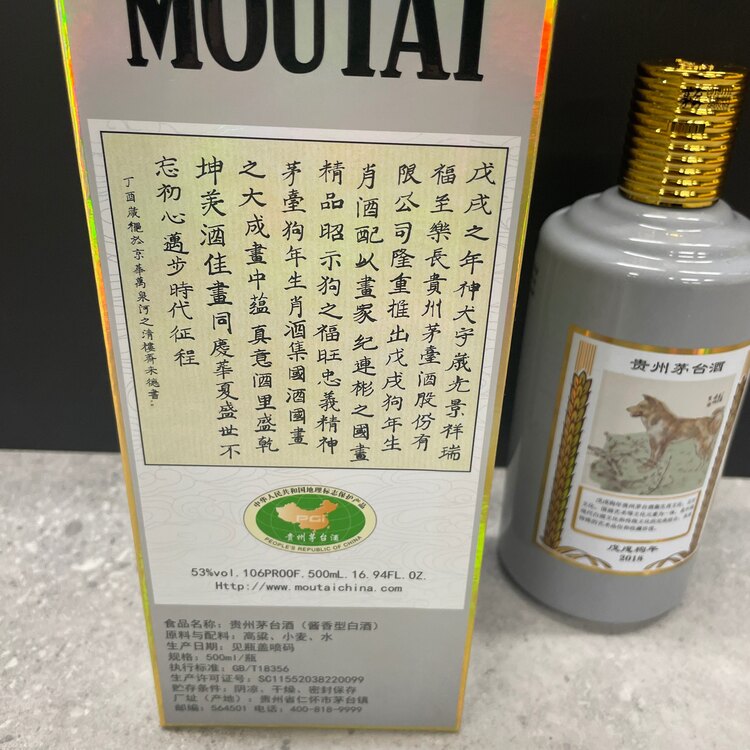 MOUTAI
戊戌之年神犬守歲光景祥瑞
福至樂長貴州茅臺酒股份有
限公司隆重推出戊戌狗年生
肖酒配以畫家紀連彬之國畫
精品昭示狗之福旺忠義精神
茅臺狗年生肖酒集國酒國畫
之大成畫中蕴真意酒里盛乾
坤美酒佳畫同慶華夏盛世不
忘初心邁步時代征程
丁酉歲梔於京華萬泉河之清樓齊來德書
中华人民共和国地理标志保护产品
PGI
贵州茅台酒
PEOPLE'S REPUBLIC OF CHINA
53%vol. 106PROOF. 500mL. 16.94FL.OZ.
Http://www.moutaichina.com
食品名称：贵州茅台酒（酱香型白酒）
原料与配料：高粱、小麦、水
生产日期：见瓶盖喷码
规格：500ml/瓶
执行标准：GB/T18356
生产许可证号：SC11552038220099
贮存条件：阴凉、干燥、密封保存
厂址（产地）：贵州省仁怀市茅台镇
邮编：564501 电话：400-818-9999
贵州茅台酒
戊戌狗年
2018